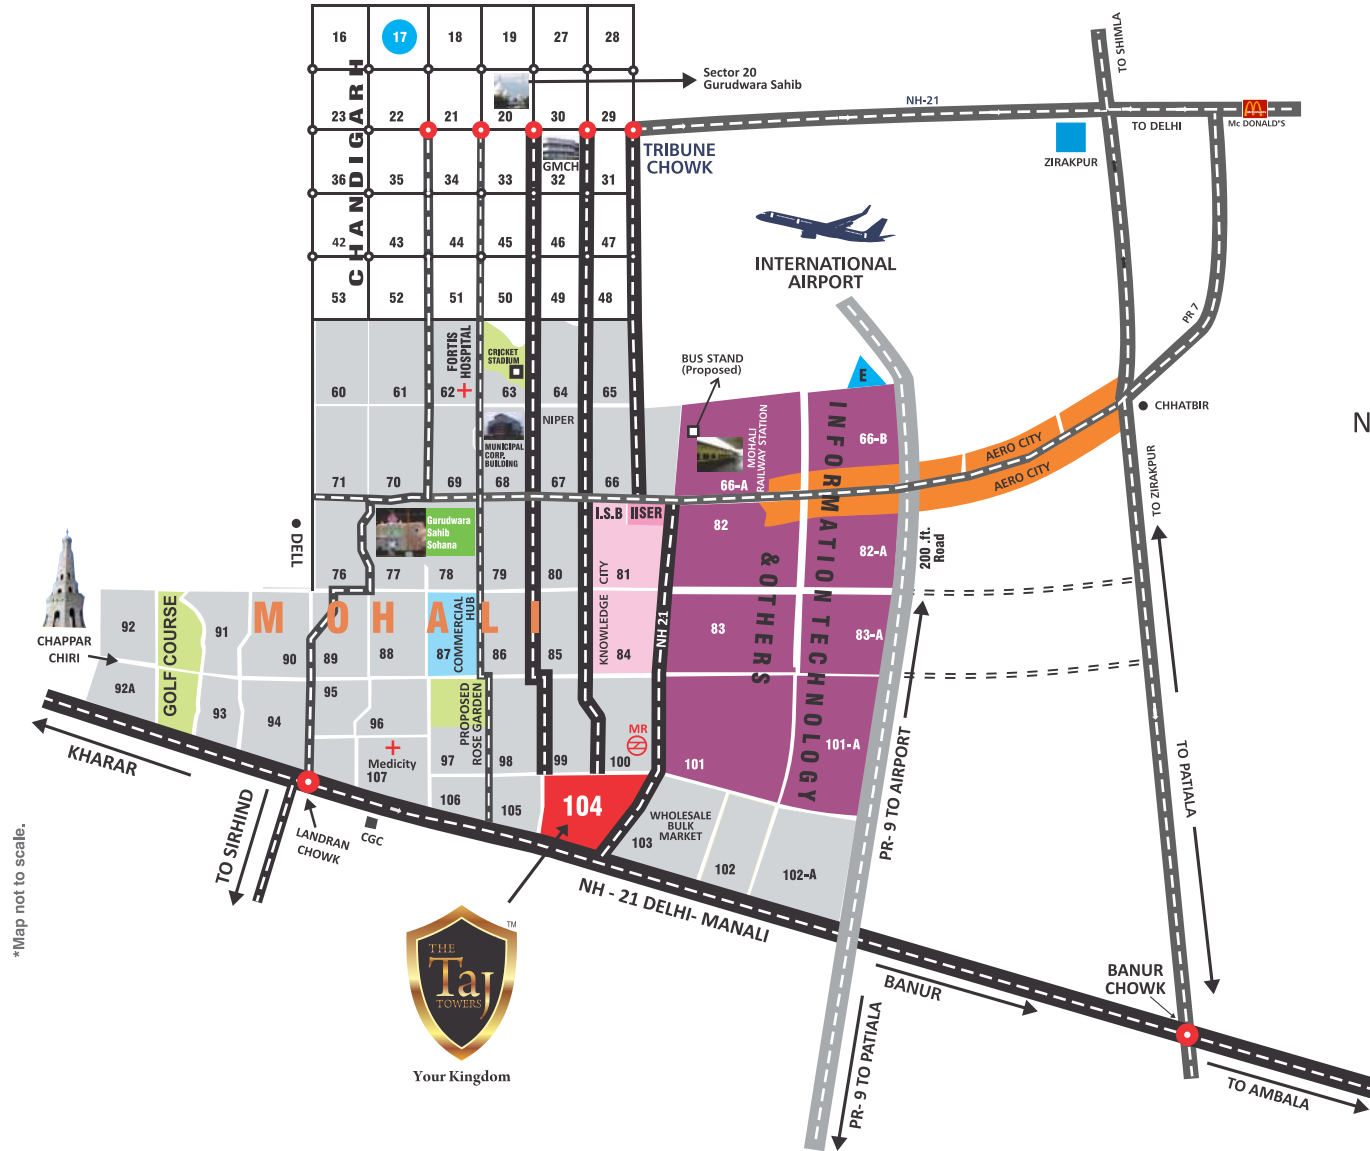 16
17
18
19
27
28
Sector 20
Gurudwara Sahib
23
22
21
20
30
29
CHANDIGARH
TRIBUNE
CHOWK
NH-21
TO SHIMLA
TO DELHI
Mc DONALD'S
ZIRAKPUR
GMCH
36
35
34
33
32
31
42
43
44
45
46
47
53
52
51
50
49
48
INTERNATIONAL
AIRPORT
PR 7
FORTIS
HOSPITAL
CRICKET
STADIUM
60
61
62
63
64
65
BUS STAND
(Proposed)
E
CHHATBIR
N
NIPER
MUNICIPAL
CORP.
BUILDING
MOHALI
RAILWAY STATION
66-A
66-B
AERO CITY
AERO CITY
INFORMATION TECHNOLOGY
& OTHERS
71
70
69
68
67
66
TO ZIRAKPUR
DELL
Gurudwara
Sahib
Sohana
I.S.B
IISER
82
82-A
200 .ft.
Road
76
77
78
79
80
CITY
81
KNOWLEDGE
84
NH 21
MOHALI
CHAPPAR
CHIRI
92
GOLF COURSE
91
90
89
88
87
COMMERCIAL
HUB
86
85
83
83-A
92A
93
94
95
96
PROPOSED
ROSE GARDEN
97
98
99
100
MR
101
101-A
Medicity
107
106
105
104
103
WHOLESALE
BULK
MARKET
102
102-A
KHARAR
TO SIRHIND
LANDRAN
CHOWK
CGC
PR- 9 TO AIRPORT
TO PATIALA
NH - 21 DELHI- MANALI
BANUR
BANUR
CHOWK
TO AMBALA
PR- 9 TO PATIALA
*Map not to scale.
THE
Taj
TOWERS
TM
Your Kingdom